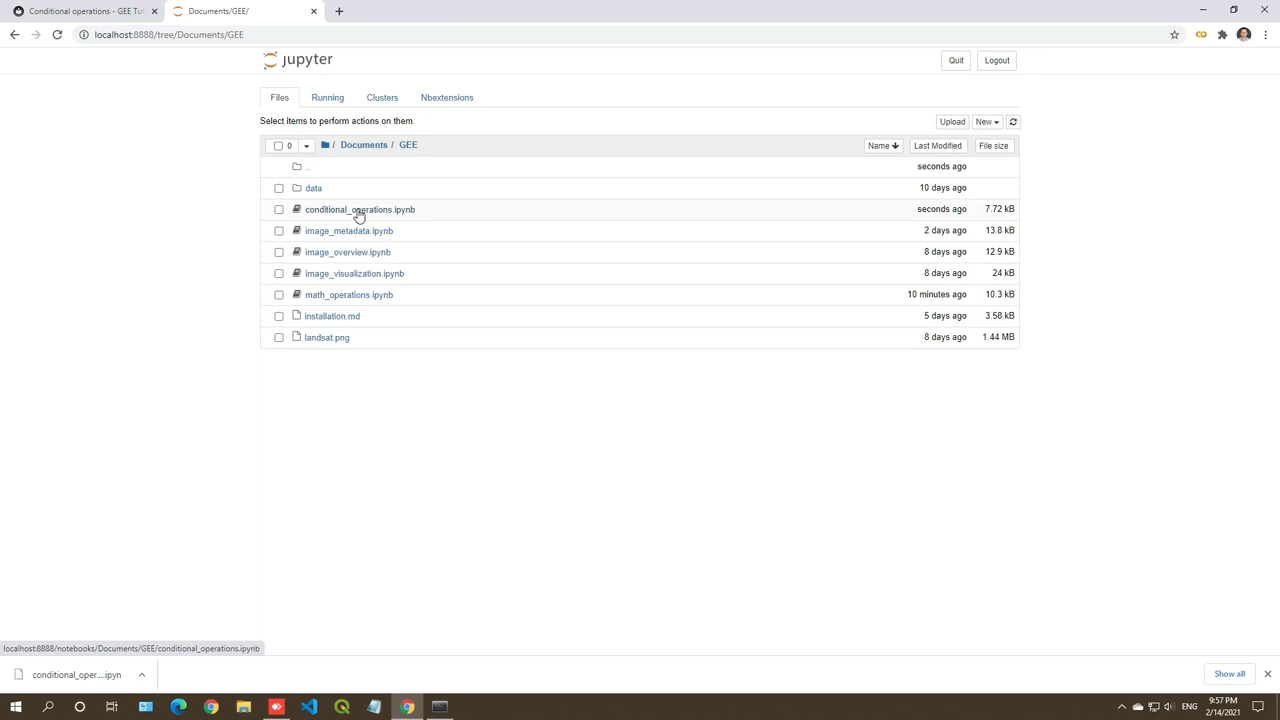 Conditional operations - GEE Tut
Documents/GEE/
localhost:8888/tree/Documents/GEE
jupyter
Quit
Logout
Files
Running
Clusters
Nbextensions
Select items to perform actions on them.
Upload
New
0
/ Documents / GEE
Name
Last Modified
File size
..
seconds ago
data
10 days ago
conditional_operations.ipynb
seconds ago
7.72 kB
image_metadata.ipynb
2 days ago
13.8 kB
image_overview.ipynb
8 days ago
12.9 kB
image_visualization.ipynb
8 days ago
24 kB
math_operations.ipynb
10 minutes ago
10.3 kB
installation.md
5 days ago
3.58 kB
landsat.png
8 days ago
1.44 MB
localhost:8888/notebooks/Documents/GEE/conditional_operations.ipynb
conditional_oper....ipyn
Show all
ENG
9:57 PM
2/14/2021